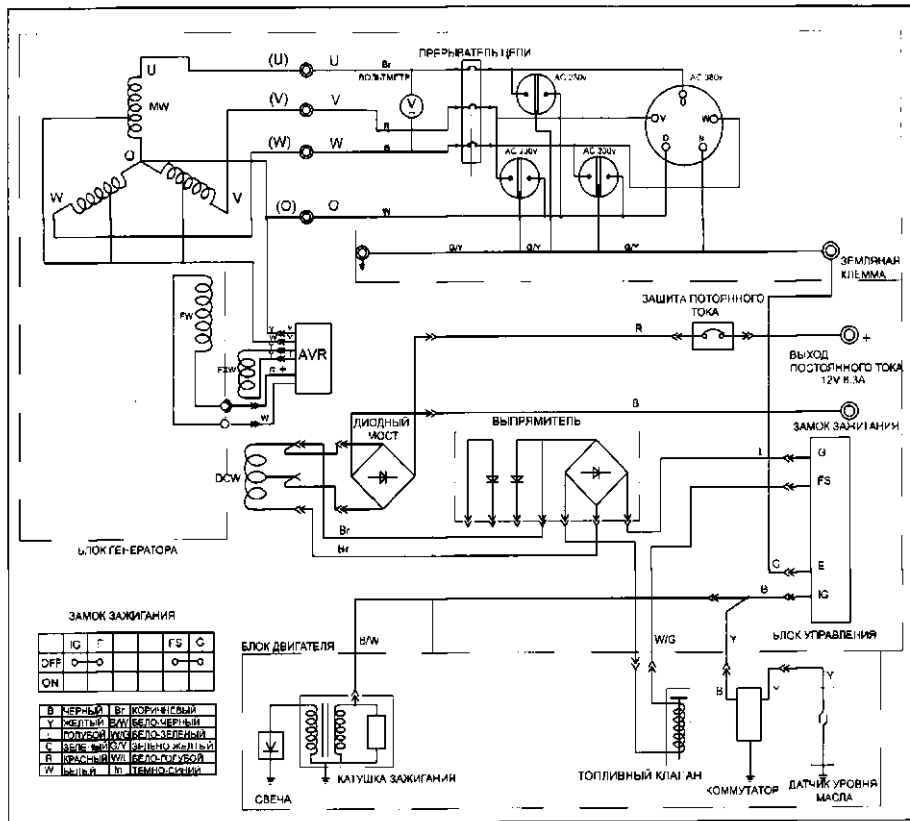 ПРЕРЫВАТЕЛЬ ЦЕПИ
U
(U)
U
Br
ВОЛЬТМЕТР
AC 230v
AC 380v
MW
(V)
V
V
V
W
R
(W)
W
B
O
AC 230v
AC 230v
W
V
(O)
O
W
G/Y
G/Y
G/Y
ЗЕМЛЯНАЯ
КЛЕММА
ЗАЩИТА ПОТОЯННОГО
ТОКА
FW
EXW
AVR
R
+
R
W
+
ВЫХОД
ПОСТОЯННОГО ТОКА
12V 8.3A
B
ДИОДНЫЙ
МОСТ
ВЫПРЯМИТЕЛЬ
ЗАМОК ЗАЖИГАНИЯ
DCW
G
FS
Br
Br
БЛОК ГЕНЕРАТОРА
G
E
B
IG
БЛОК УПРАВЛЕНИЯ
ЗАМОК ЗАЖИГАНИЯ
IG
FS
G
OFF
ON
БЛОК ДВИГАТЕЛЯ
B/W
W/G
Y
B
Y
Y
B ЧЕРНЫЙ Br КОРИЧНЕВЫЙ
Y ЖЕЛТЫЙ B/W БЕЛО-ЧЕРНЫЙ
ГОЛУБОЙ W/G БЕЛО-ЗЕЛЕНЫЙ
ЗЕЛЕНЫЙ G/Y ЗЕЛЕНО ЖЕЛТЫЙ
R КРАСНЫЙ W/L БЕЛО-ГОЛУБОЙ
W БЕЛЫЙ ТЕМНО-СИНИЙ
СВЕЧА
КАТУШКА ЗАЖИГАНИЯ
ТОПЛИВНЫЙ КЛАПАН
КОММУТАТОР
ДАТЧИК УРОВНЯ
МАСЛА